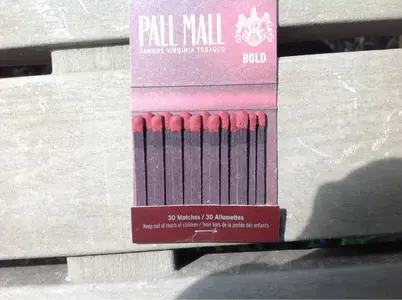 PALL MALL
FAMOUS VIRGINIA TOBACCO
BOLD
30 Matches / 30 Allumettes
Keep out of reach of children / Tenir hors de la portée des enfants